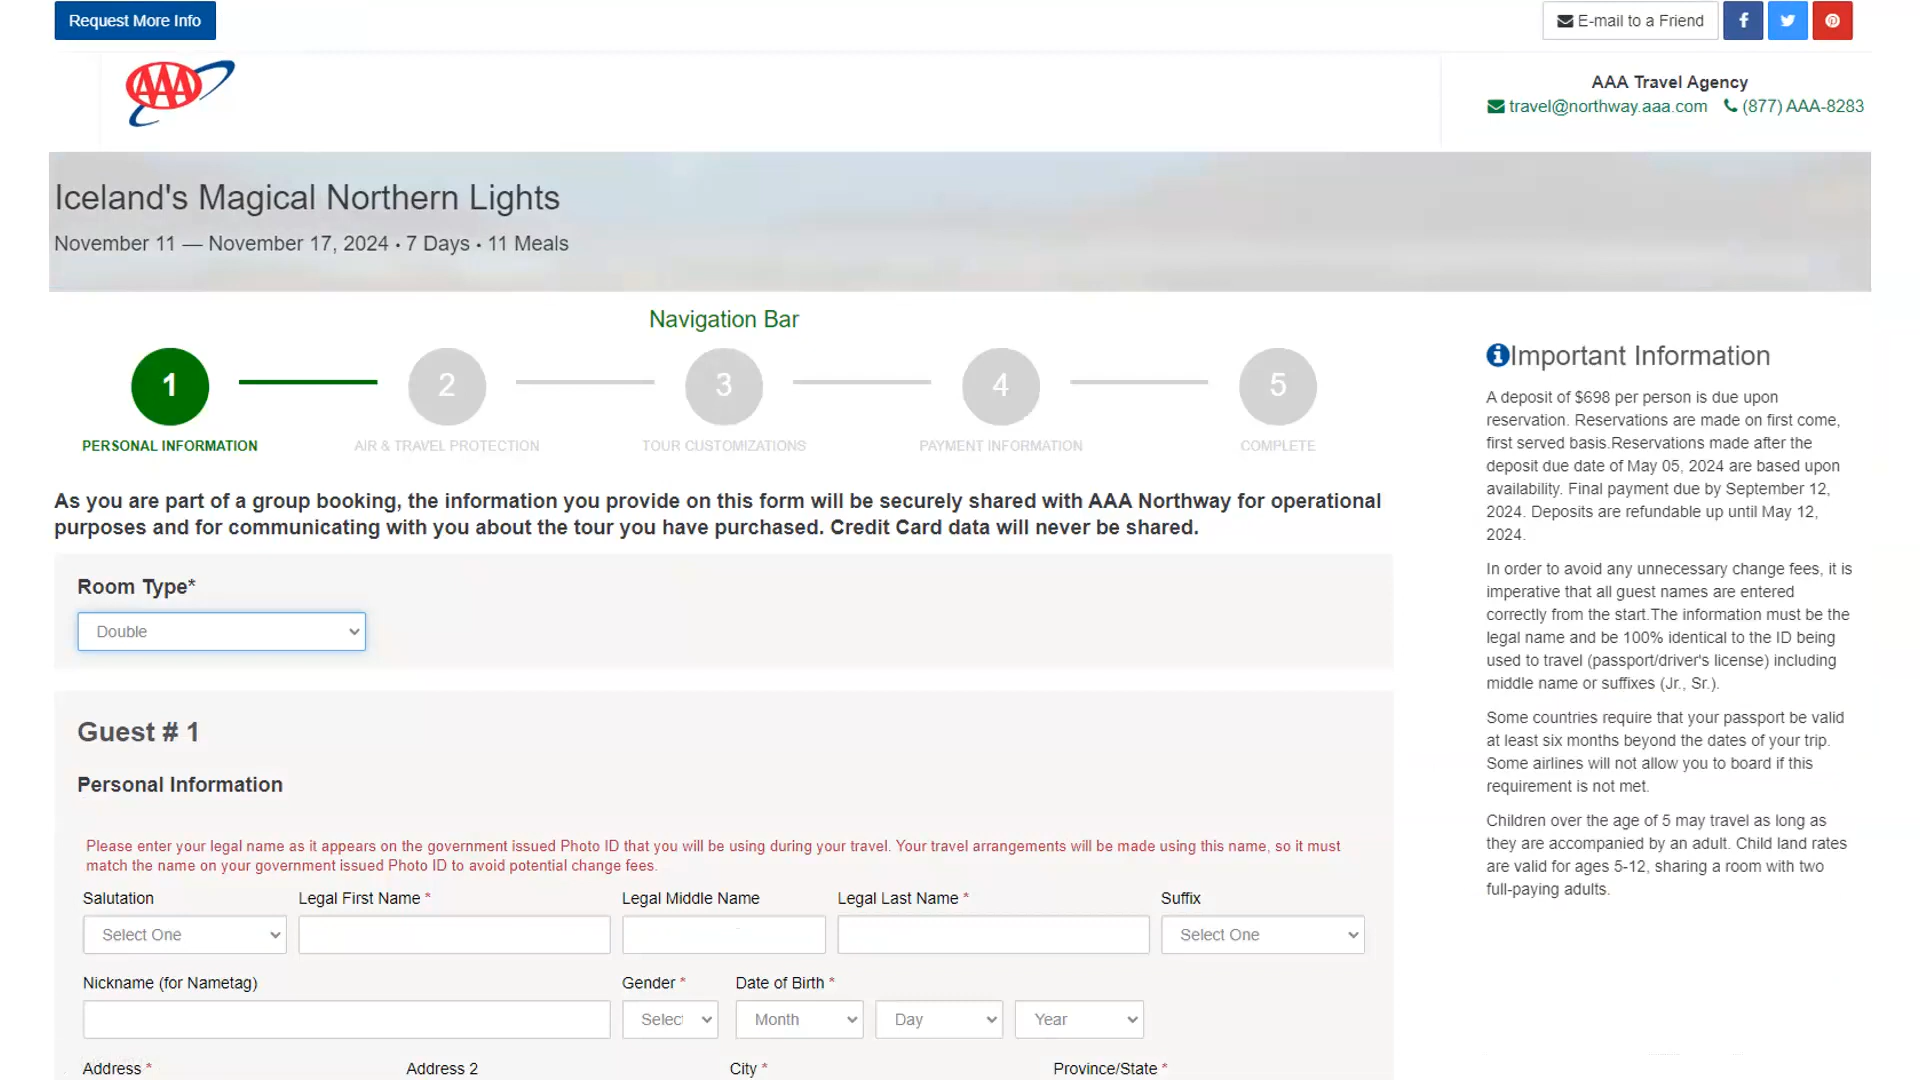 Request More Info
E-mail to a Friend
AAA
AAA Travel Agency
travel@northway.aaa.com (877) AAA-8283
Iceland's Magical Northern Lights
November 11 — November 17, 2024 • 7 Days • 11 Meals
Navigation Bar
1 2 3 4 5
PERSONAL INFORMATION AIR & TRAVEL PROTECTION TOUR CUSTOMIZATIONS PAYMENT INFORMATION COMPLETE
As you are part of a group booking, the information you provide on this form will be securely shared with AAA Northway for operational
purposes and for communicating with you about the tour you have purchased. Credit Card data will never be shared.
Room Type*
Double
Guest # 1
Personal Information
Please enter your legal name as it appears on the government issued Photo ID that you will be using during your travel. Your travel arrangements will be made using this name, so it must
match the name on your government issued Photo ID to avoid potential change fees.
Salutation Legal First Name * Legal Middle Name Legal Last Name * Suffix
Select One Select One
Nickname (for Nametag) Gender * Date of Birth *
Select Month Day Year
Address * Address 2 City * Province/State *
Important Information
A deposit of $698 per person is due upon
reservation. Reservations are made on first come,
first served basis.Reservations made after the
deposit due date of May 05, 2024 are based upon
availability. Final payment due by September 12,
2024. Deposits are refundable up until May 12,
2024.
In order to avoid any unnecessary change fees, it is
imperative that all guest names are entered
correctly from the start.The information must be the
legal name and be 100% identical to the ID being
used to travel (passport/driver's license) including
middle name or suffixes (Jr., Sr.).
Some countries require that your passport be valid
at least six months beyond the dates of your trip.
Some airlines will not allow you to board if this
requirement is not met.
Children over the age of 5 may travel as long as
they are accompanied by an adult. Child land rates
are valid for ages 5-12, sharing a room with two
full-paying adults.